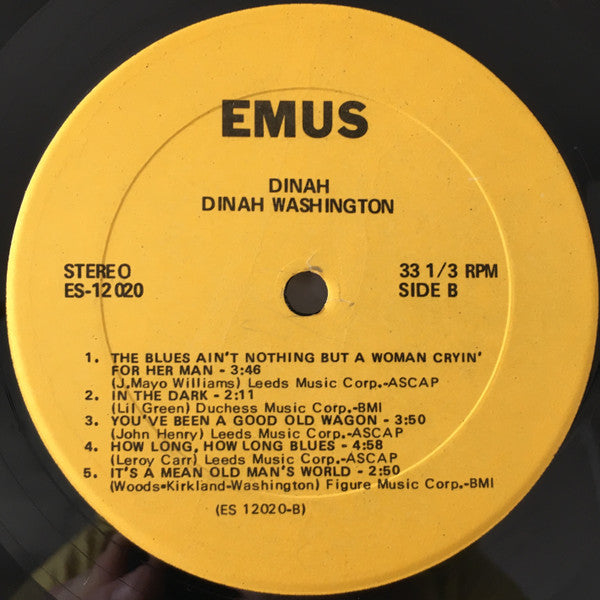 EMUS
DINAH
DINAH WASHINGTON
STEREO
ES-12020
33 1/3 RPM
SIDE B
1. THE BLUES AIN'T NOTHING BUT A WOMAN CRYIN'
FOR HER MAN - 3:46
(J.Mayo Williams) Leeds Music Corp.-ASCAP
2. IN THE DARK - 2:11
(Lil Green) Duchess Music Corp.-BMI
3. YOU'VE BEEN A GOOD OLD WAGON - 3:50
(John Henry) Leeds Music Corp.-ASCAP
4. HOW LONG, HOW LONG BLUES - 4:58
(Leroy Carr) Leeds Music Corp.-ASCAP
5. IT'S A MEAN OLD MAN'S WORLD - 2:50
(Woods•Kirkland-Washington) Figure Music Corp.-BMI
(ES 12020-B)